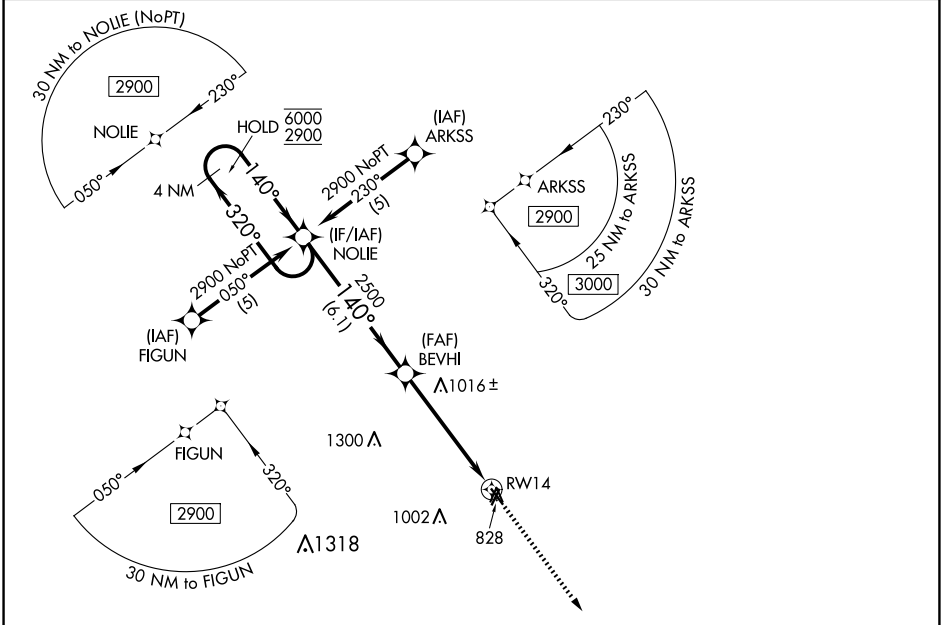 30 NM to NOLIE (NoPT)
2900
230°
NOLIE
050°
HOLD 6000
2900
4 NM
140°
320°
(IAF)
ARKSS
2900 NoPT
230°
(5)
(IF/IAF)
NOLIE
2900 NoPT
050°
(5)
(IAF)
FIGUN
2500
140°
(6.1)
(FAF)
BEVHI
1016 ±
1300
RW14
1002
828
230°
ARKSS
2900
25 NM to ARKSS
3000
30 NM to ARKSS
320°
FIGUN
050°
320°
2900
30 NM to FIGUN
1318